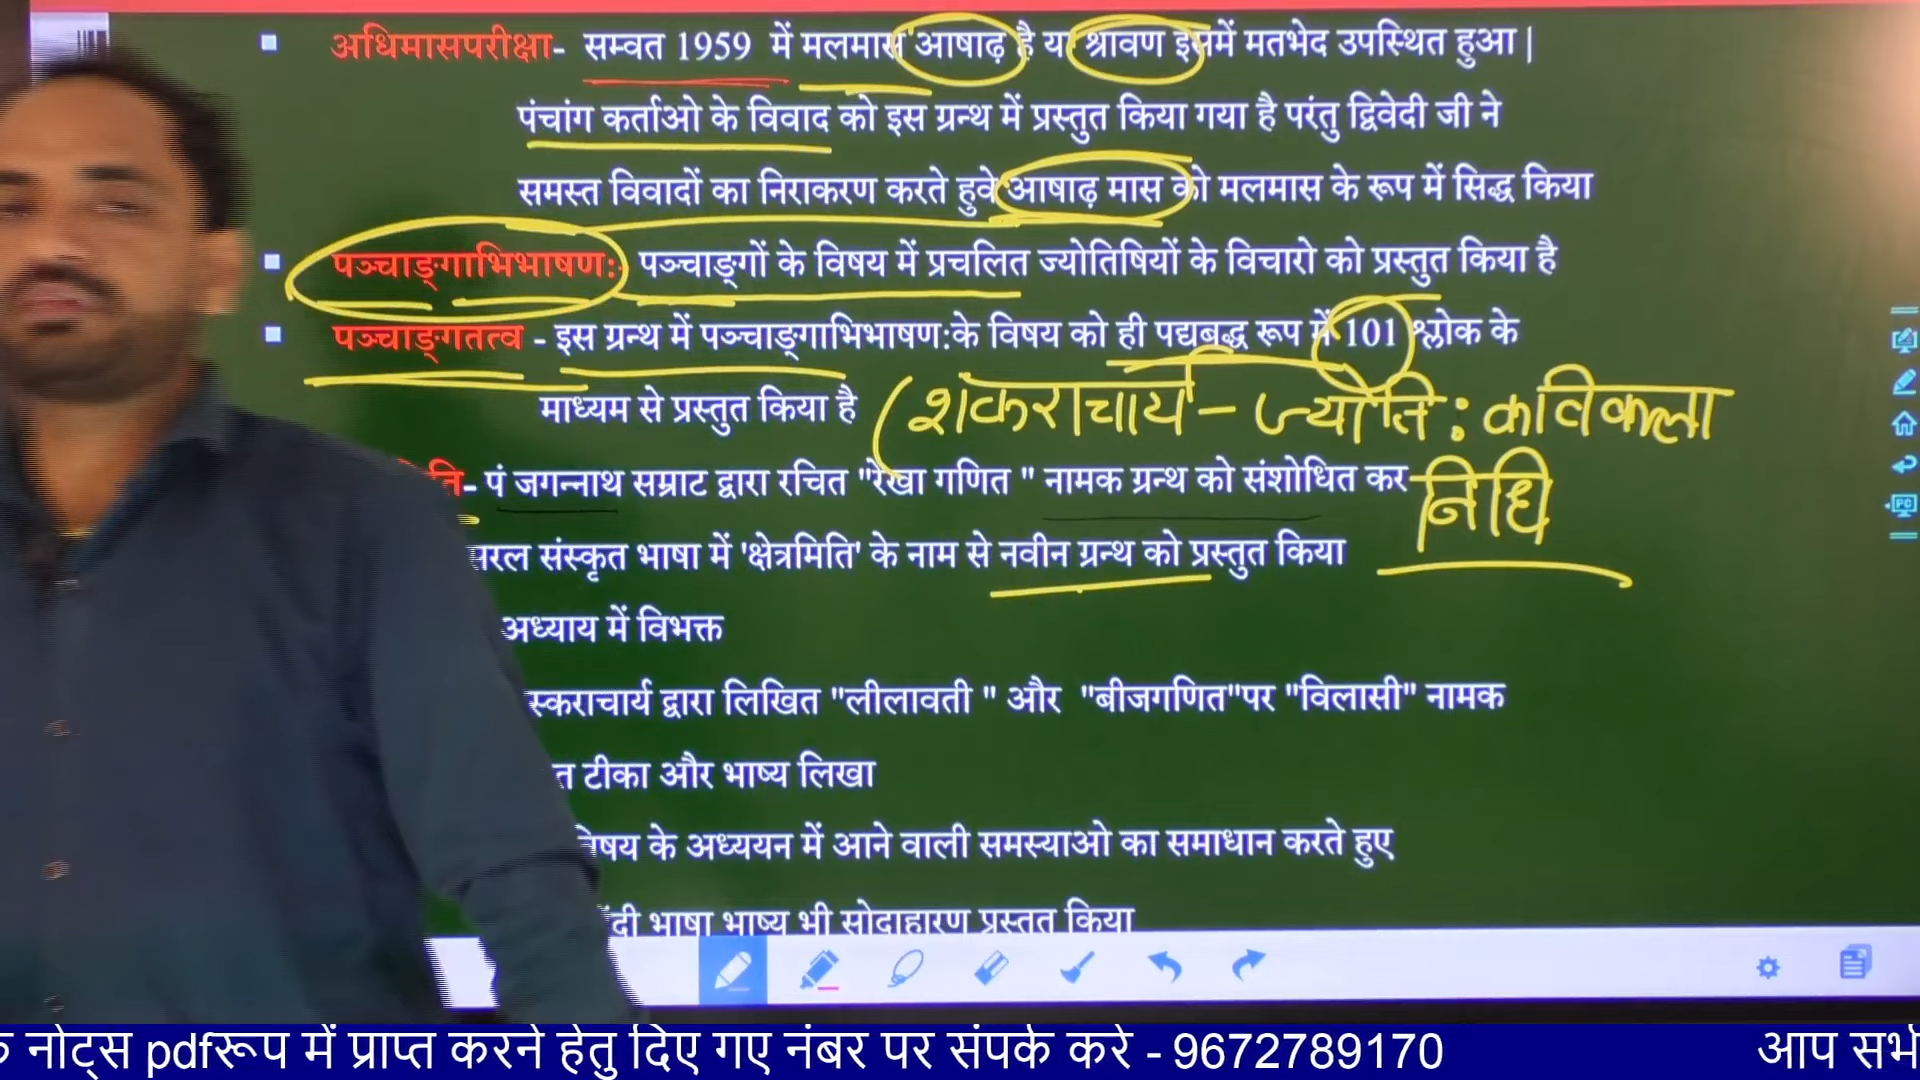 अधिमासपरीक्षा- सम्वत 1959 में मलमास आषाढ़ है या श्रावण इसमें मतभेद उपस्थित हुआ |
पंचांग कर्ताओ के विवाद को इस ग्रन्थ में प्रस्तुत किया गया है परंतु द्विवेदी जी ने
समस्त विवादों का निराकरण करते हुवे आषाढ़ मास को मलमास के रूप में सिद्ध किया
पञ्चाङ्गाभिभाषण:- पञ्चाङ्गों के विषय में प्रचलित ज्योतिषियों के विचारो को प्रस्तुत किया है
पञ्चाङ्गतत्व - इस ग्रन्थ में पञ्चाङ्गाभिभाषण:के विषय को ही पद्यबद्ध रूप में 101 श्लोक के
माध्यम से प्रस्तुत किया है
(शंकराचार्य - ज्योति: कविकला
निधि
ति- पं जगन्नाथ सम्राट द्वारा रचित "रेखा गणित " नामक ग्रन्थ को संशोधित कर
सरल संस्कृत भाषा में 'क्षेत्रमिति' के नाम से नवीन ग्रन्थ को प्रस्तुत किया
अध्याय में विभक्त
स्कराचार्य द्वारा लिखित "लीलावती " और "बीजगणित"पर "विलासी" नामक
त टीका और भाष्य लिखा
विषय के अध्ययन में आने वाली समस्याओ का समाधान करते हुए
ंदी भाषा भाष्य भी सोदाहारण प्रस्तुत किया
क नोट्स pdfरूप में प्राप्त करने हेतु दिए गए नंबर पर संपर्क करे - 9672789170 आप सभी